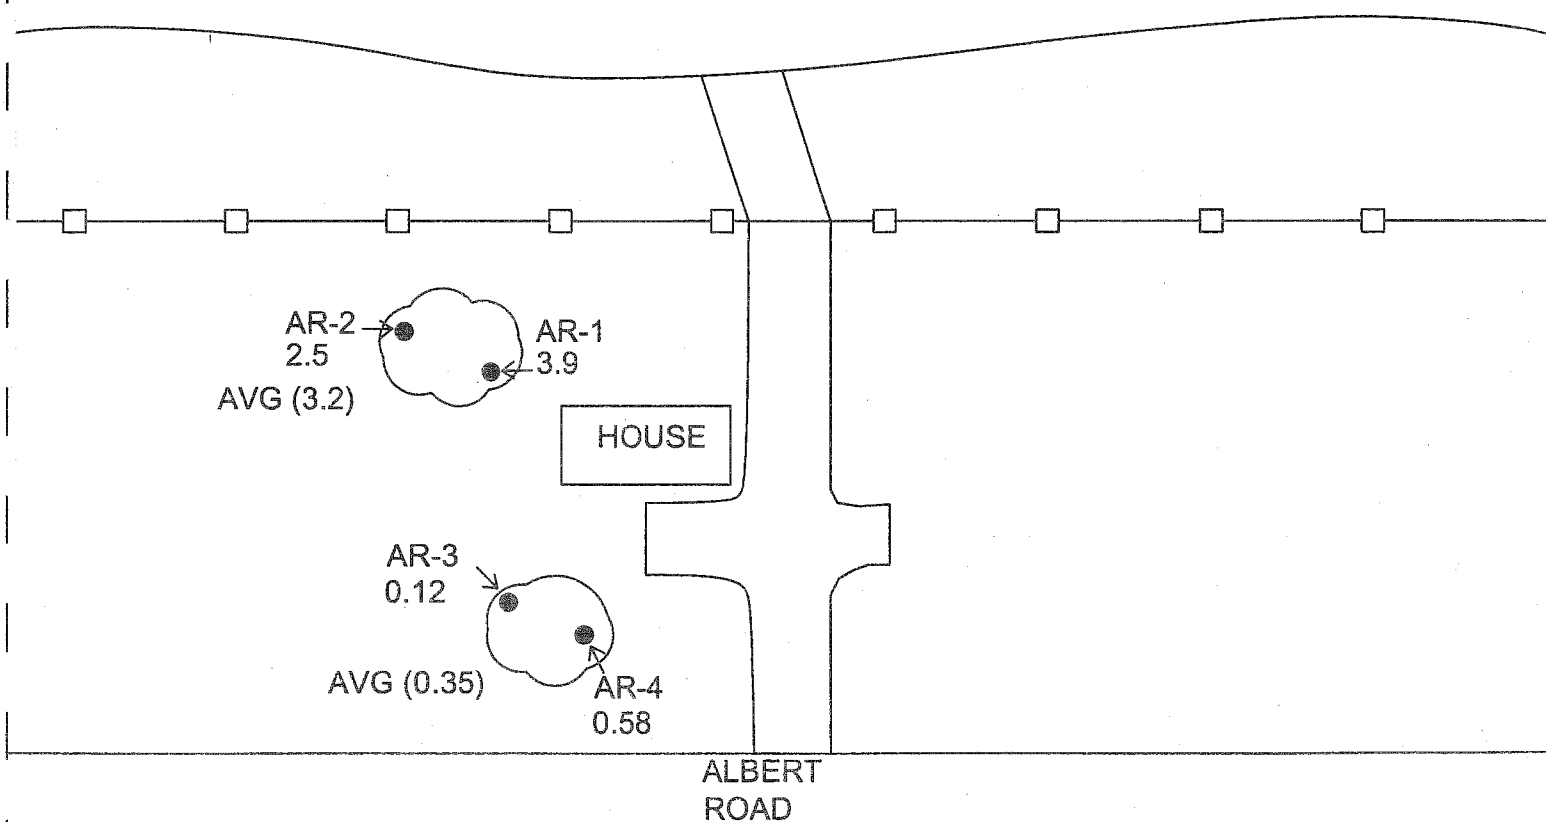 AR-2
2.5
AVG (3.2)
AR-1
3.9
HOUSE
AR-3
0.12
AVG (0.35)
AR-4
0.58
ALBERT
ROAD